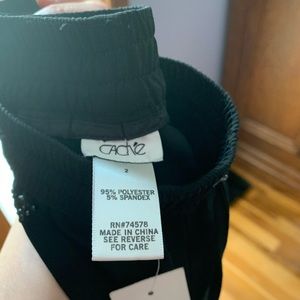 CACHE
2
95% POLYESTER
5% SPANDEX
RN#74578
MADE IN CHINA
SEE REVERSE
FOR CARE